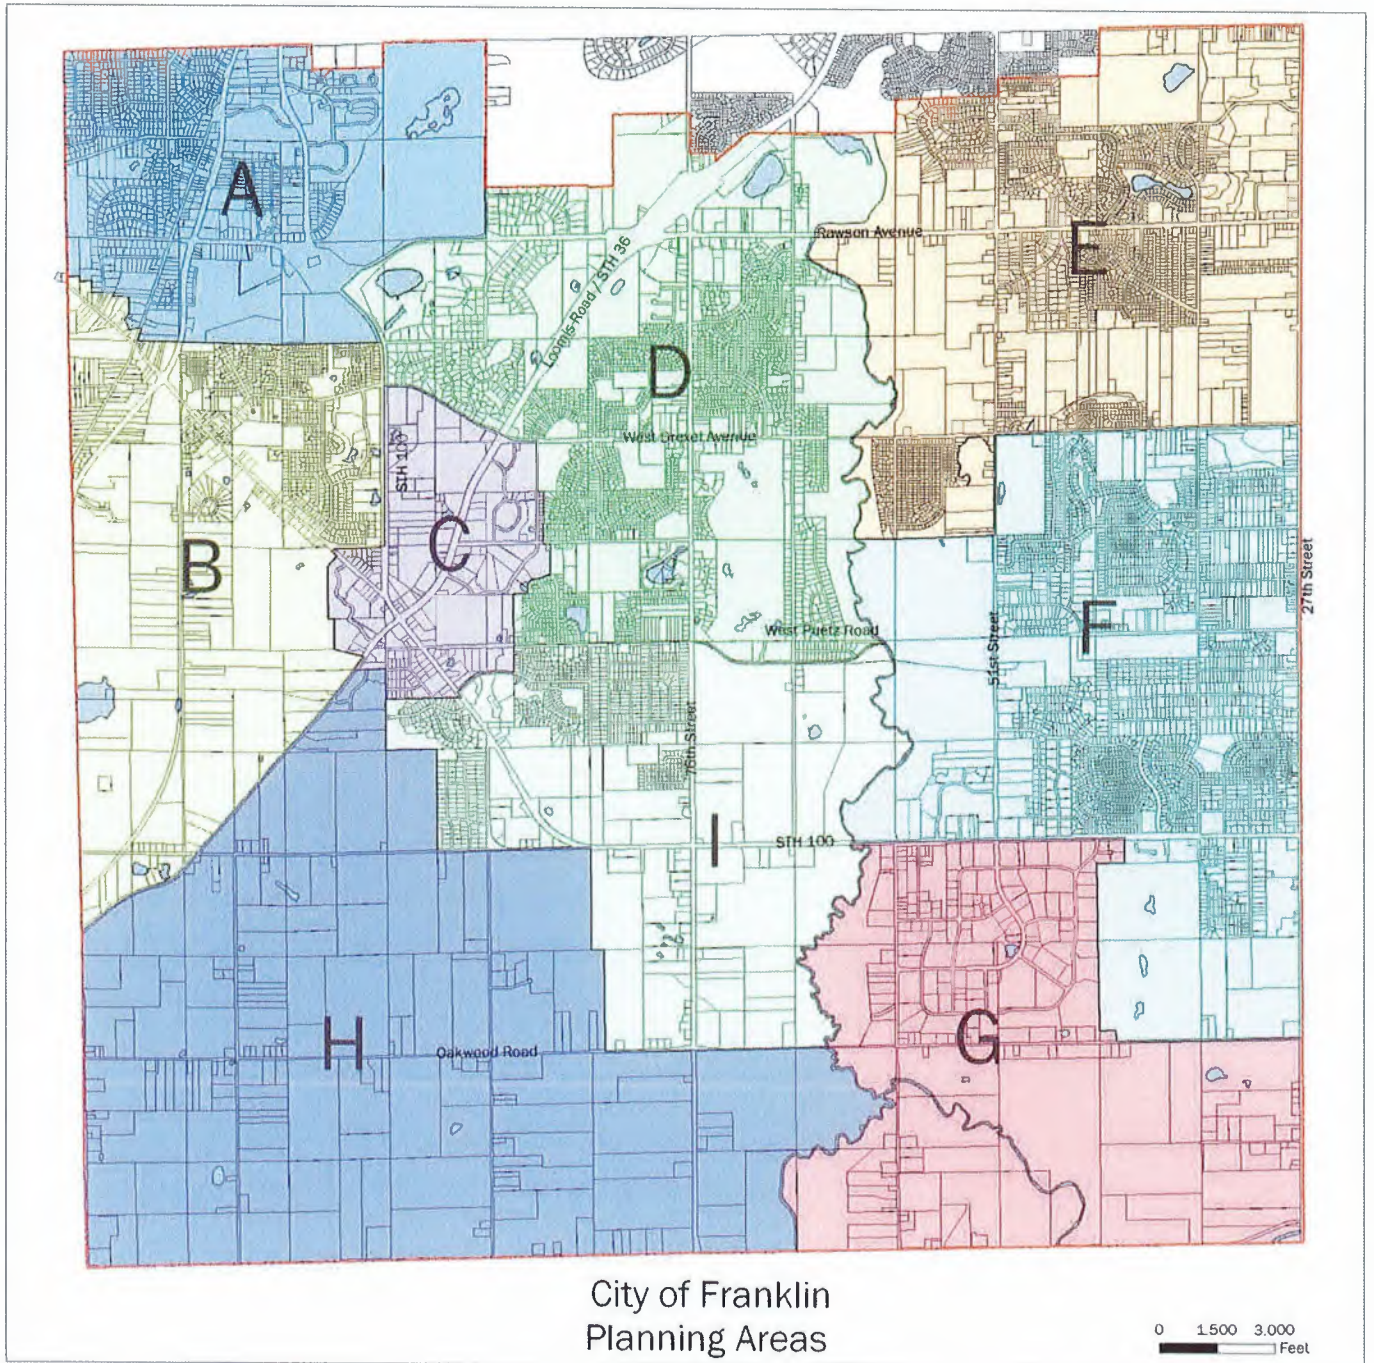 A
Rawson Avenue
E
Loomis Road / STH 36
D
West Drexel Avenue
STH 100
C
B
27th Street
F
West Puetz Road
51st Street
76th Street
I
STH 100
H
G
Oakwood Road
City of Franklin
Planning Areas
0 1.500 3.000
Feet